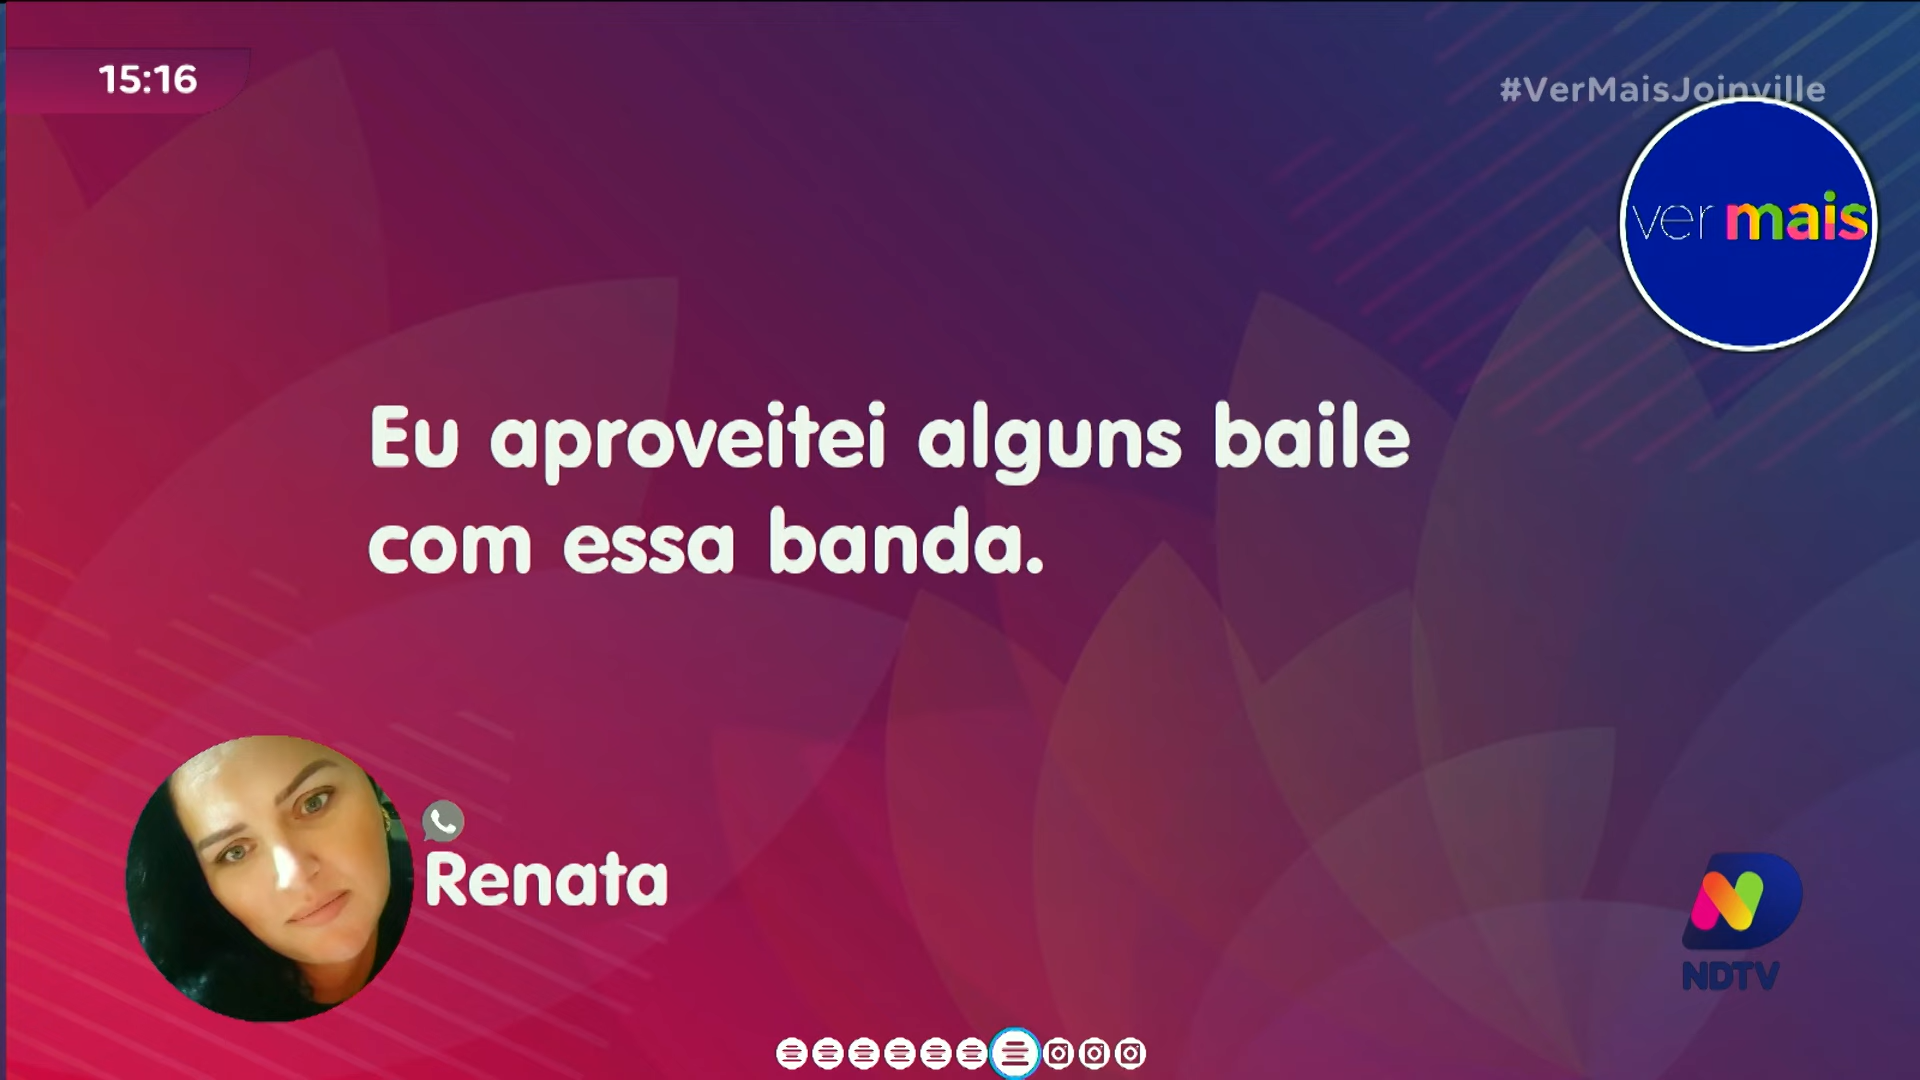 15:16
#VerMaisJoinville
ver mais
Eu aproveitei alguns baile
com essa banda.
Renata
NDTV